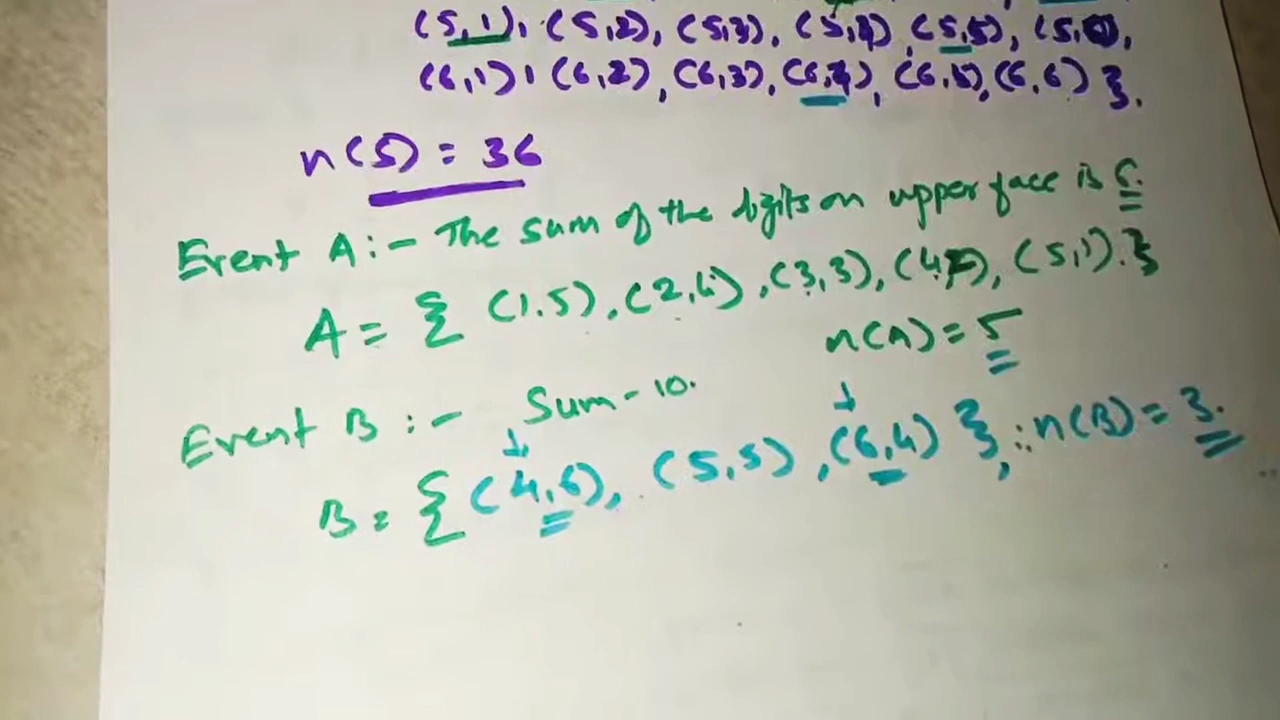 (5,1), (5,2), (5,3), (5,4), (5,5), (5,6),
(6,1), (6,2), (6,3), (6,4), (6,5), (6,6) }.
n(S) = 36
Event A :- The sum of the digits on upper face is 6.
A = { (1,5), (2,4), (3,3), (4,2), (5,1). }
n(A) = 5
Event B :- Sum - 10.
B = { (4,6), (5,5), (6,4) }, ∴ n(B) = 3.